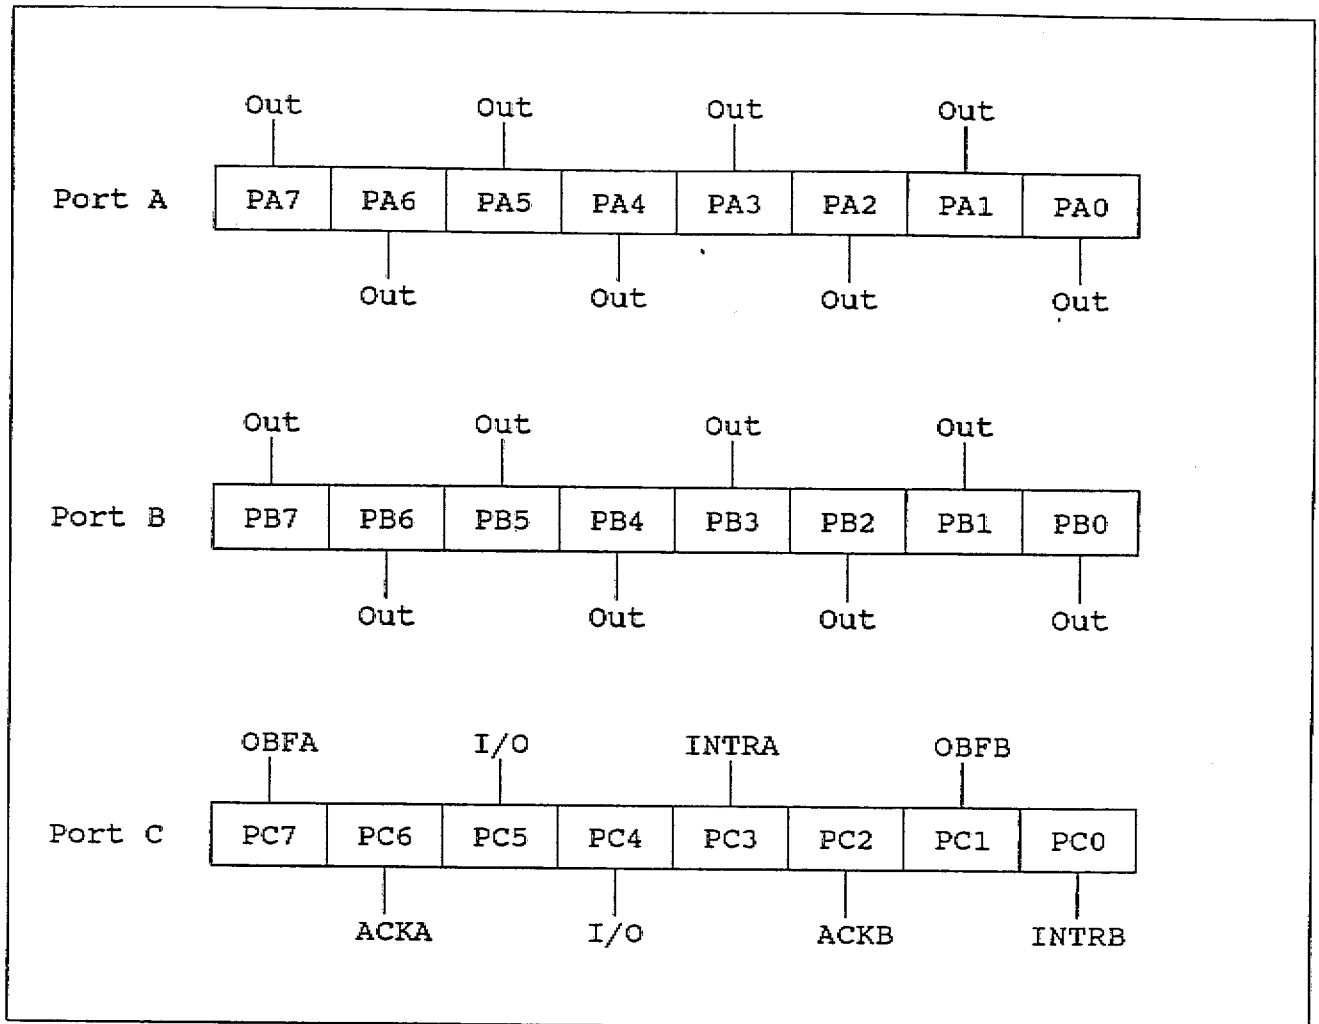 Out Out Out Out
Port A PA7 PA6 PA5 PA4 PA3 PA2 PA1 PA0
Out Out Out Out
Out Out Out Out
Port B PB7 PB6 PB5 PB4 PB3 PB2 PB1 PB0
Out Out Out Out
OBFA I/O INTRA OBFB
Port C PC7 PC6 PC5 PC4 PC3 PC2 PC1 PC0
ACKA I/O ACKB INTRB